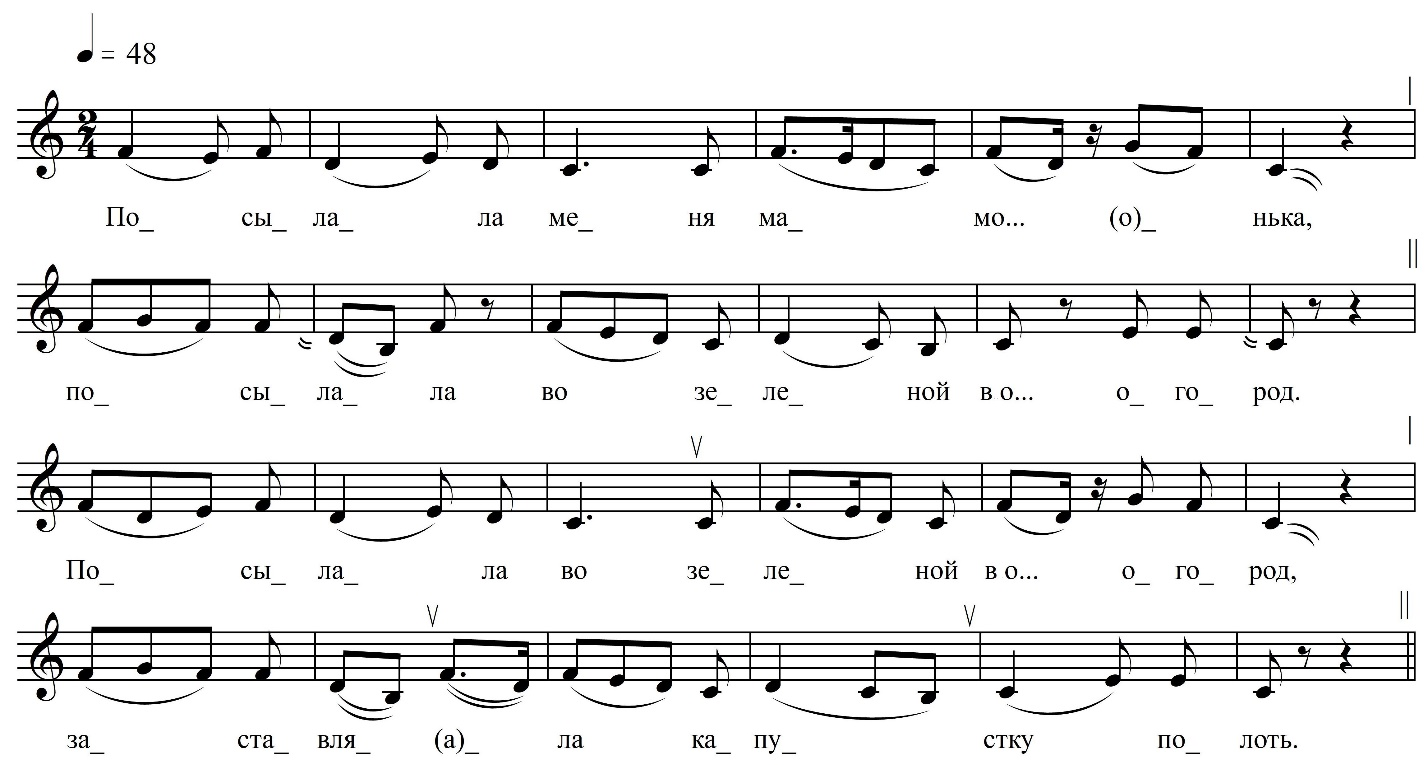 = 48
2
4
По_ сы_ ла_ ла ме_ ня ма_ мо... (о)_ нька,
по_ сы_ ла_ ла во зе_ ле_ ной в о... о_ го_ род.
По_ сы_ ла_ ла во зе_ ле_ ной в о... о_ го_ род,
за_ ста_ вля_ (а)_ ла ка_ пу_ стку по_ лоть.